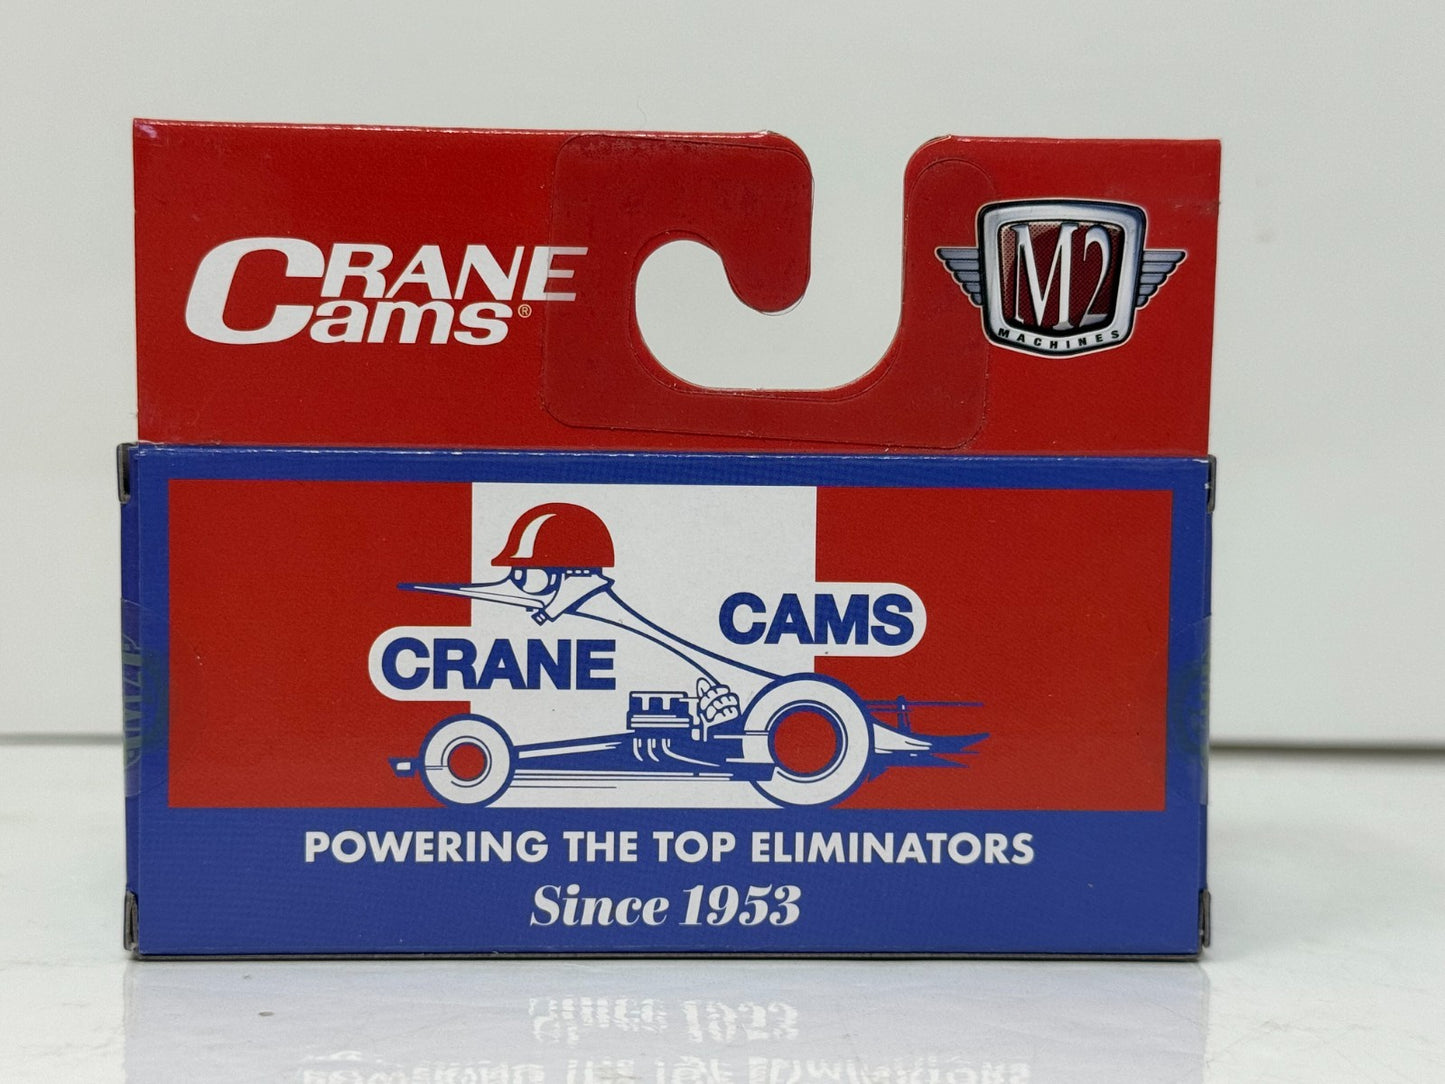 CRANE
Cams®
M2
MACHINES
CRANE CAMS
POWERING THE TOP ELIMINATORS
Since 1953